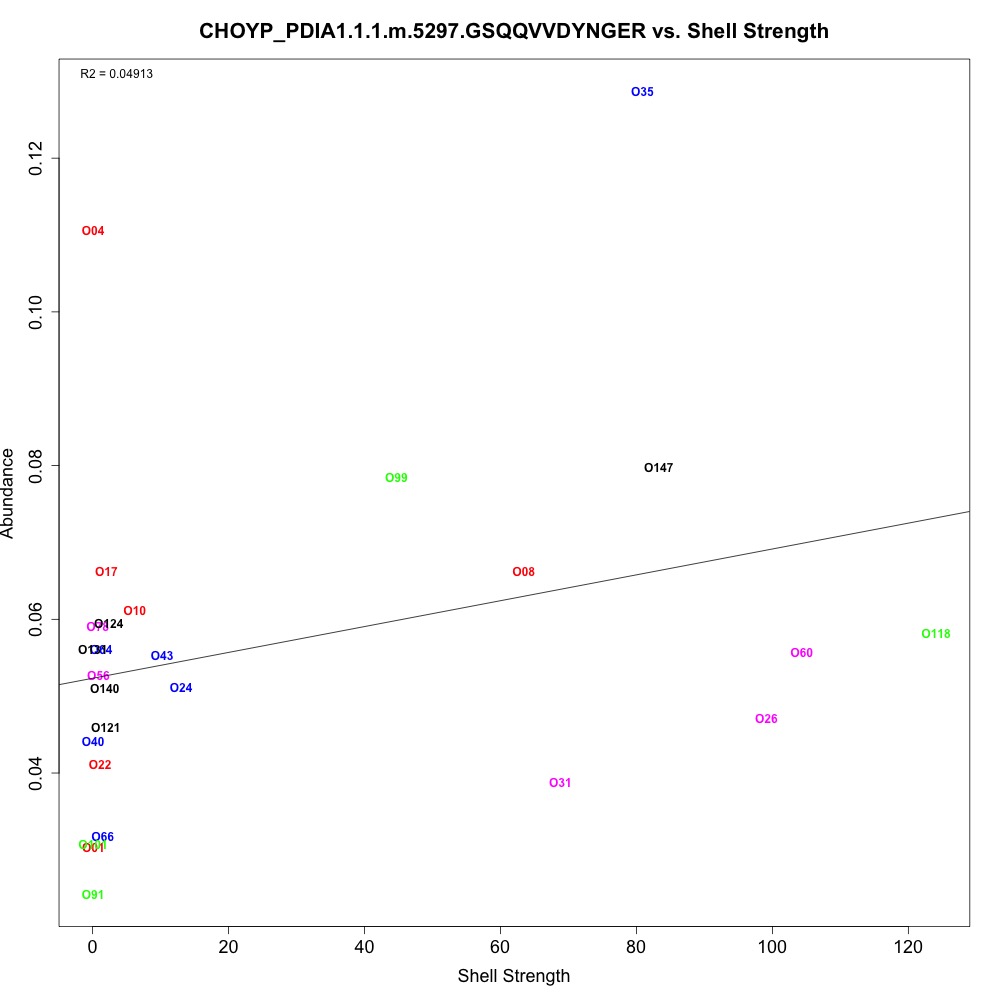 CHOYP_PDIA1.1.1.m.5297.GSQQVVDYNGER vs. Shell Strength
R2 = 0.04913
O35
0.12
O04
0.10
Abundance
0.08
O147
O99
O17
O08
O10
0.06
O124
O118
O43
O60
O56
O140
O24
O26
O121
O40
O22
0.04
O31
O66
O01
O91
0 20 40 60 80 100 120
Shell Strength